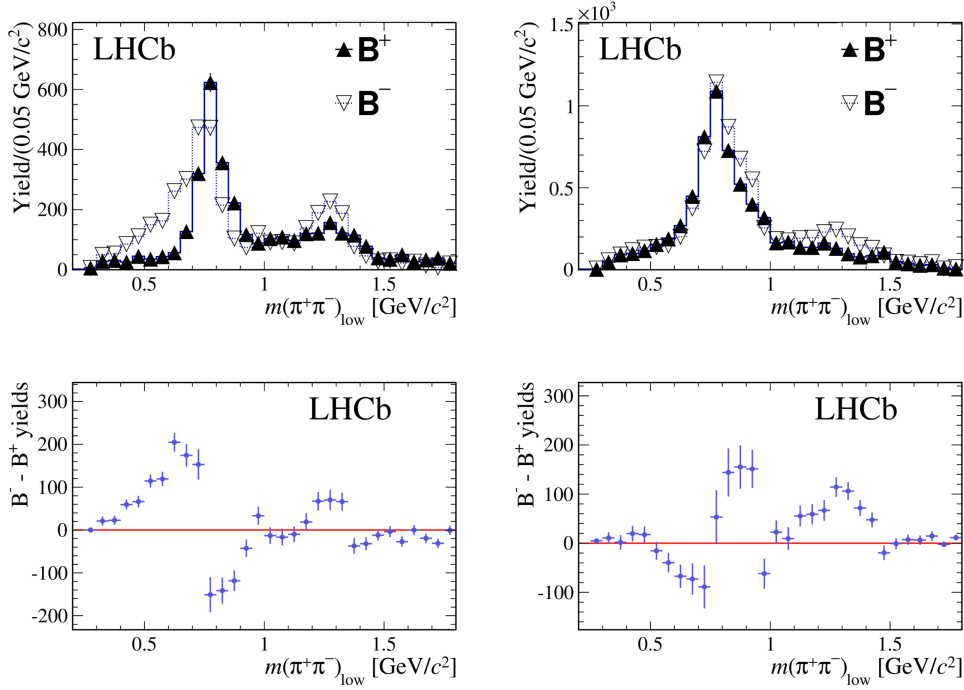 Yield/(0.05 GeV/c²)
800
600
400
200
0
LHCb
B⁺
B⁻
0.5
1
1.5
m(π⁺π⁻)low [GeV/c²]
Yield/(0.05 GeV/c²)
×10³
1.5
1
0.5
0
LHCb
B⁺
B⁻
0.5
1
1.5
m(π⁺π⁻)low [GeV/c²]
B⁻ - B⁺ yields
300
200
100
0
-100
-200
LHCb
0.5
1
1.5
m(π⁺π⁻)low [GeV/c²]
B⁻ - B⁺ yields
300
200
100
0
-100
LHCb
0.5
1
1.5
m(π⁺π⁻)low [GeV/c²]